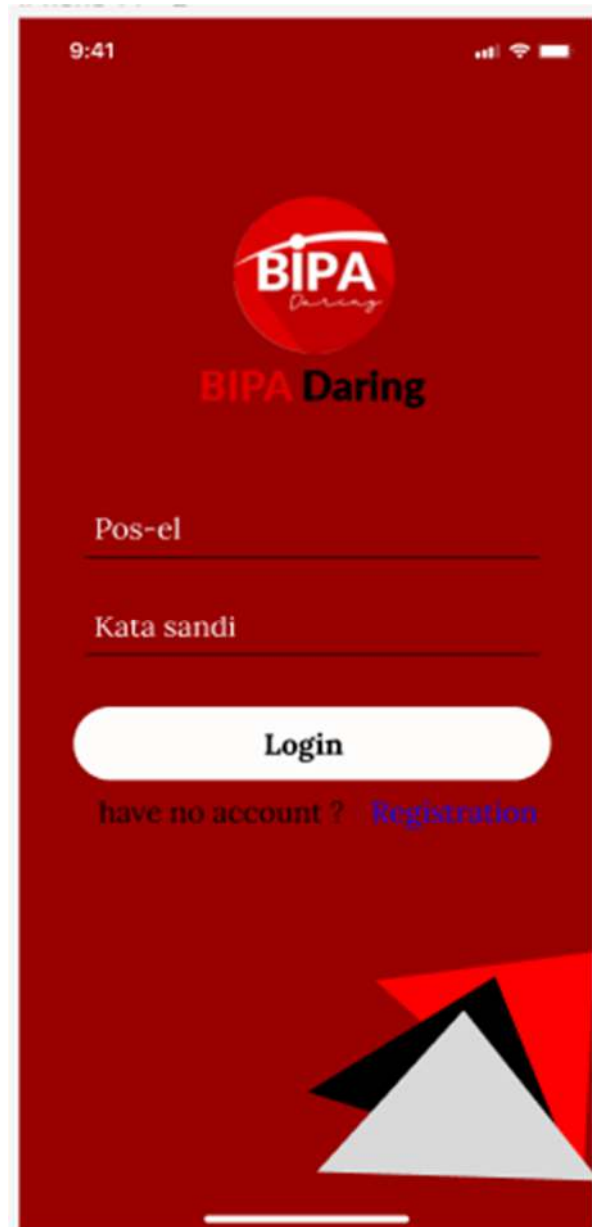 9:41
BIPA
Daring
BIPA Daring
Pos-el
Kata sandi
Login
have no account ? Registration